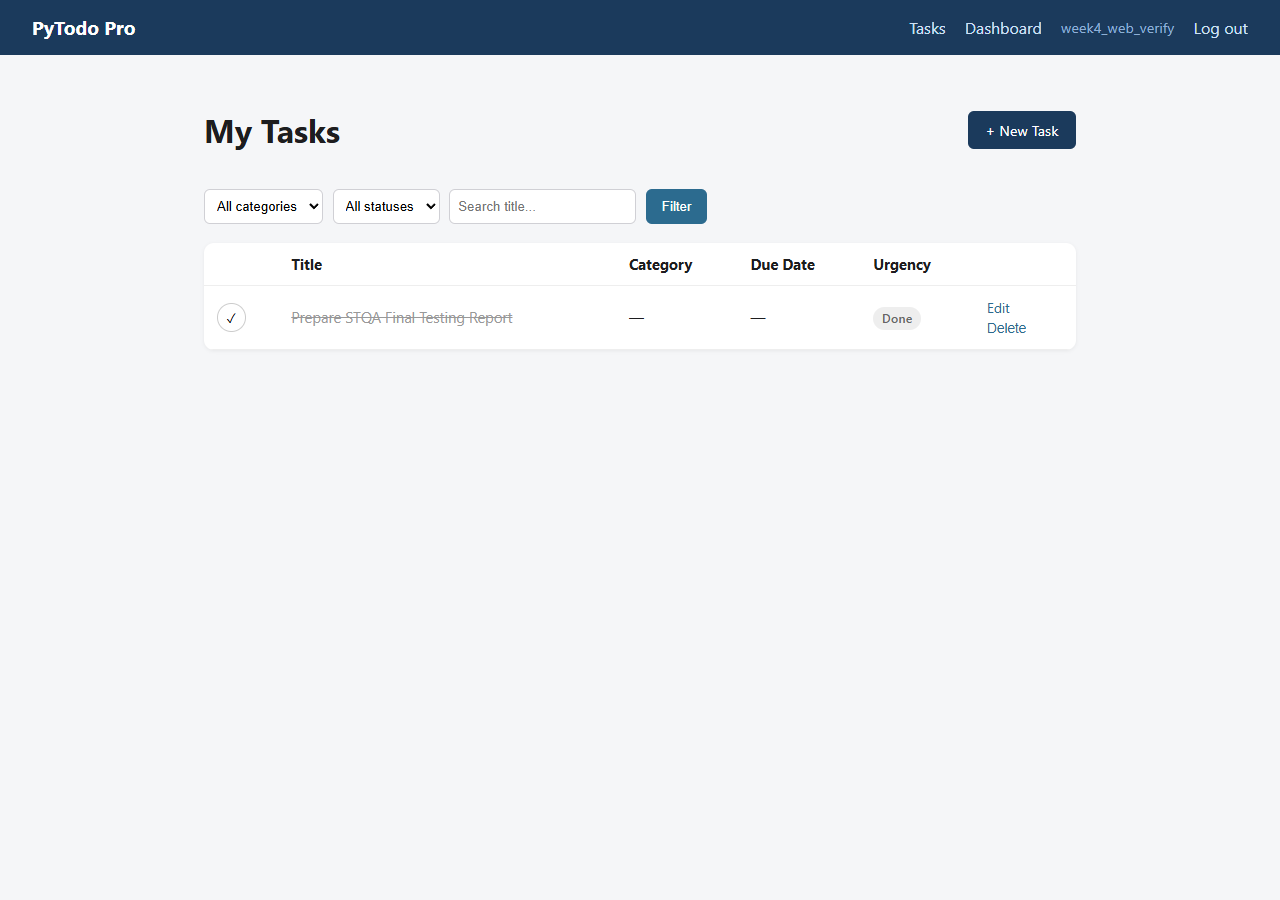 PyTodo Pro Tasks Dashboard week4_web_verify Log out
My Tasks + New Task
All categories All statuses Search title... Filter
Title Category Due Date Urgency
✓ Prepare STQA Final Testing Report — — Done Edit
Delete